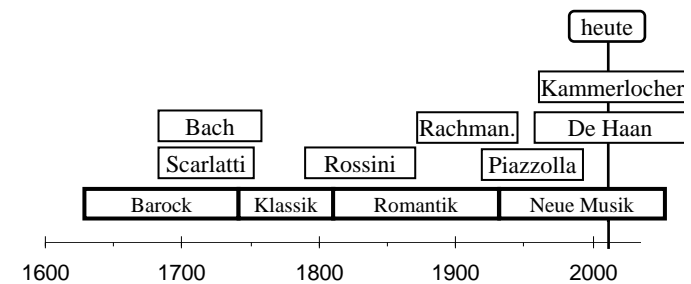 heute
Kammerlocher
Bach Rachman. De Haan
Scarlatti Rossini Piazzolla
Barock Klassik Romantik Neue Musik
1600 1700 1800 1900 2000